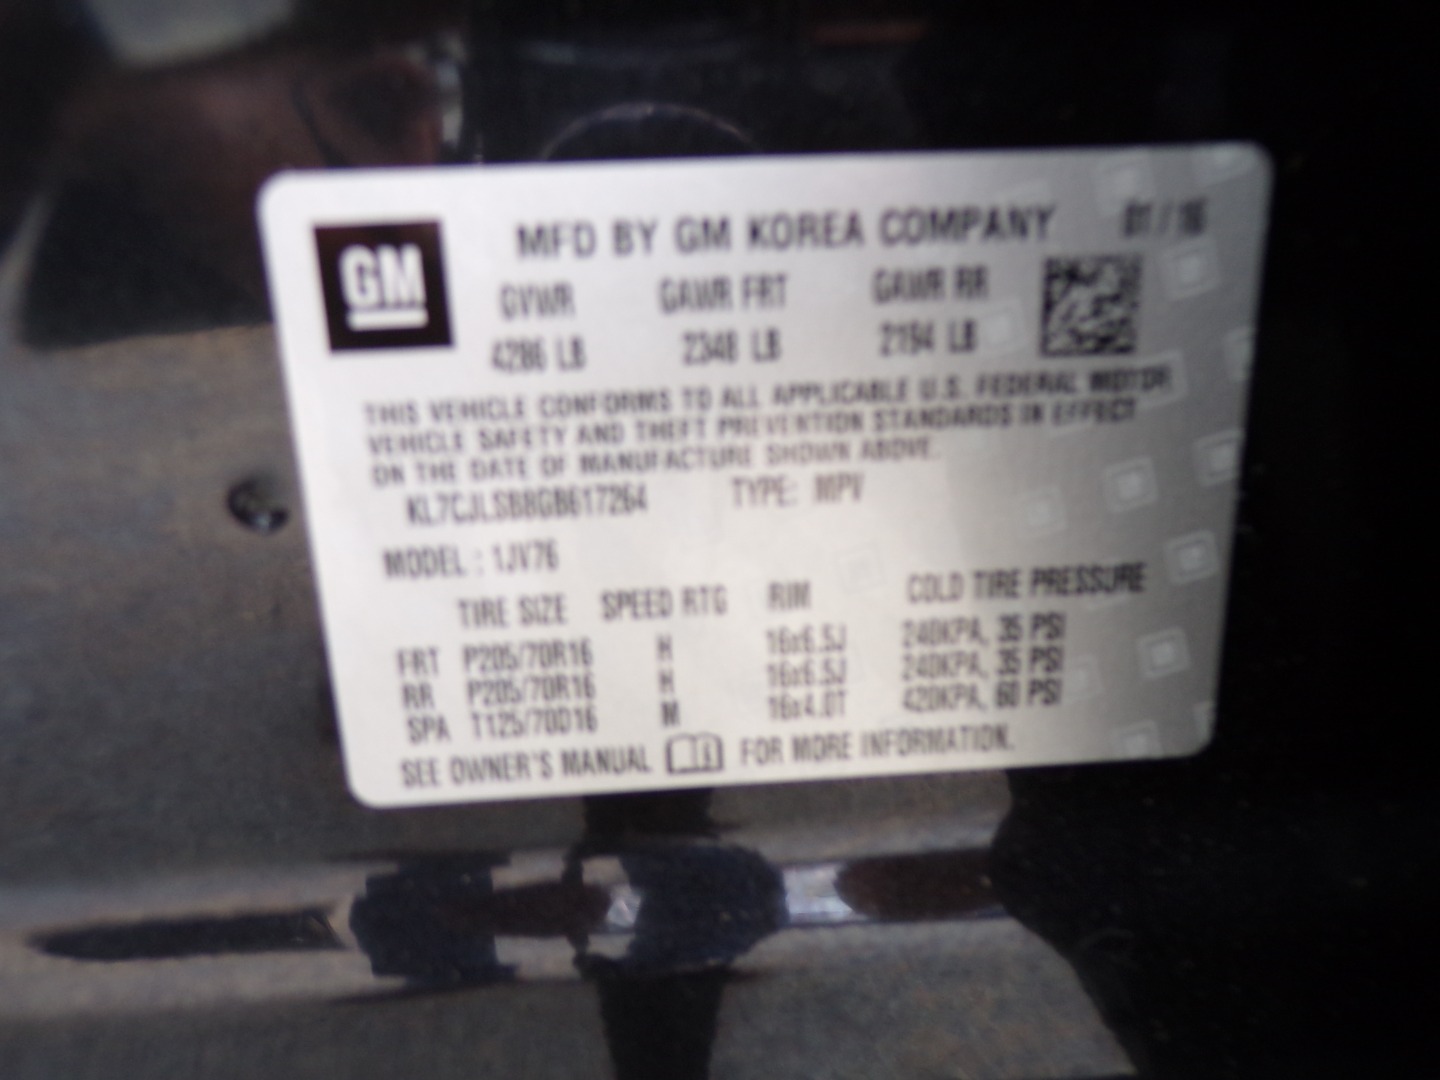 GM
MFD BY GM KOREA COMPANY 01/16
GVWR GAWR FRT GAWR RR
4286 LB 2348 LB 2194 LB
THIS VEHICLE CONFORMS TO ALL APPLICABLE U.S. FEDERAL MOTOR
VEHICLE SAFETY AND THEFT PREVENTION STANDARDS IN EFFECT
ON THE DATE OF MANUFACTURE SHOWN ABOVE.
KL7CJLSB8GB617264 TYPE: MPV
MODEL : 1JV76
TIRE SIZE SPEED RTG RIM COLD TIRE PRESSURE
FRT P205/70R16 H 16x6.5J 240KPA, 35 PSI
RR P205/70R16 H 16x6.5J 240KPA, 35 PSI
SPA T125/70D16 M 16x4.0T 420KPA, 60 PSI
SEE OWNER'S MANUAL FOR MORE INFORMATION.